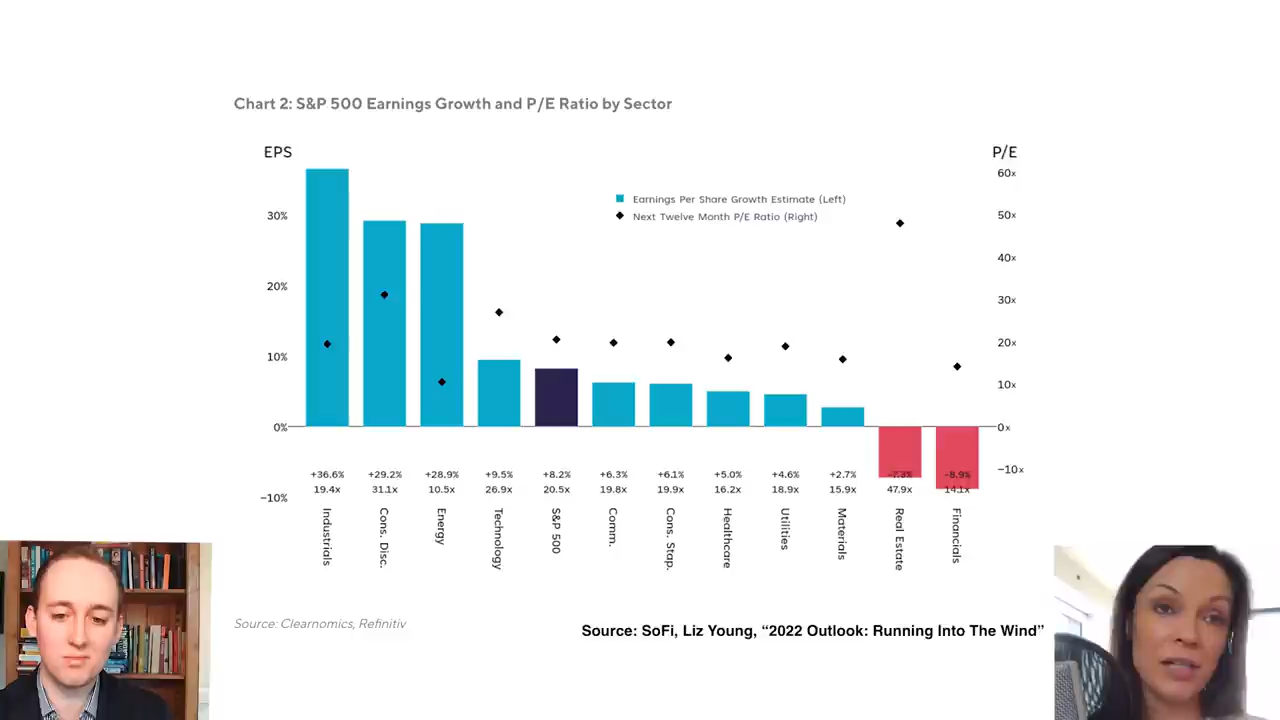 Chart 2: S&P 500 Earnings Growth and P/E Ratio by Sector
EPS
P/E
60x
Earnings Per Share Growth Estimate (Left)
30%
50x
Next Twelve Month P/E Ratio (Right)
40x
20%
30x
10%
20x
10x
0%
0x
-10x
+36.6% +29.2% +28.9% +9.5% +8.2% +6.3% +6.1% +5.0% +4.6% +2.7% -7.3% -8.9%
19.4x 31.1x 10.5x 26.9x 20.5x 19.8x 19.9x 16.2x 18.9x 15.9x 47.9x 14.1x
-10%
Industrials
Cons. Disc.
Energy
Technology
S&P 500
Comm.
Cons. Stap.
Healthcare
Utilities
Materials
Real Estate
Financials
Source: Clearnomics, Refinitiv
Source: SoFi, Liz Young, “2022 Outlook: Running Into The Wind”